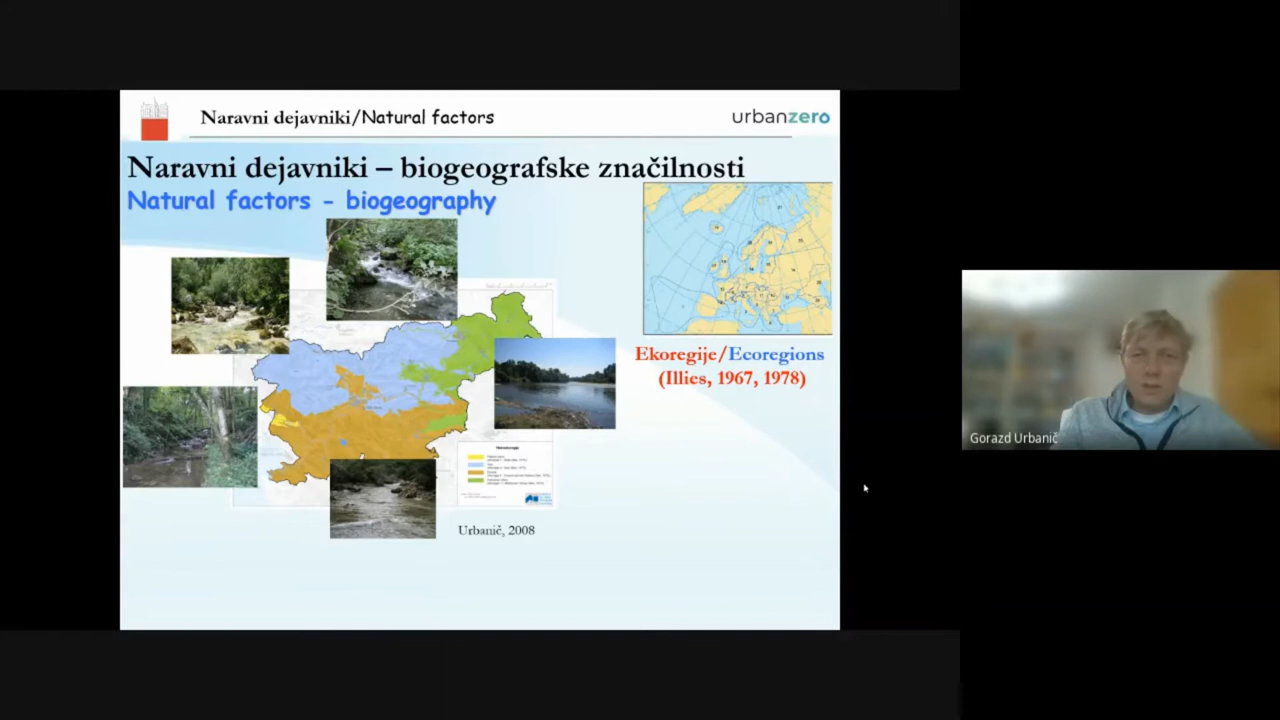 Naravni dejavniki/Natural factors
urbanzero
Naravni dejavniki – biogeografske značilnosti
Natural factors - biogeography
Ekoregije/Ecoregions
(Illies, 1967, 1978)
Urbanič, 2008
Gorazd Urbanič